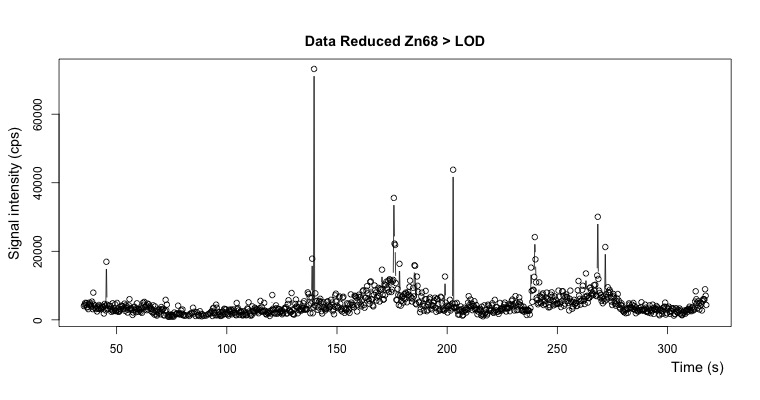 Data Reduced Zn68 > LOD
Signal intensity (cps)
60000
40000
20000
0
50 100 150 200 250 300
Time (s)